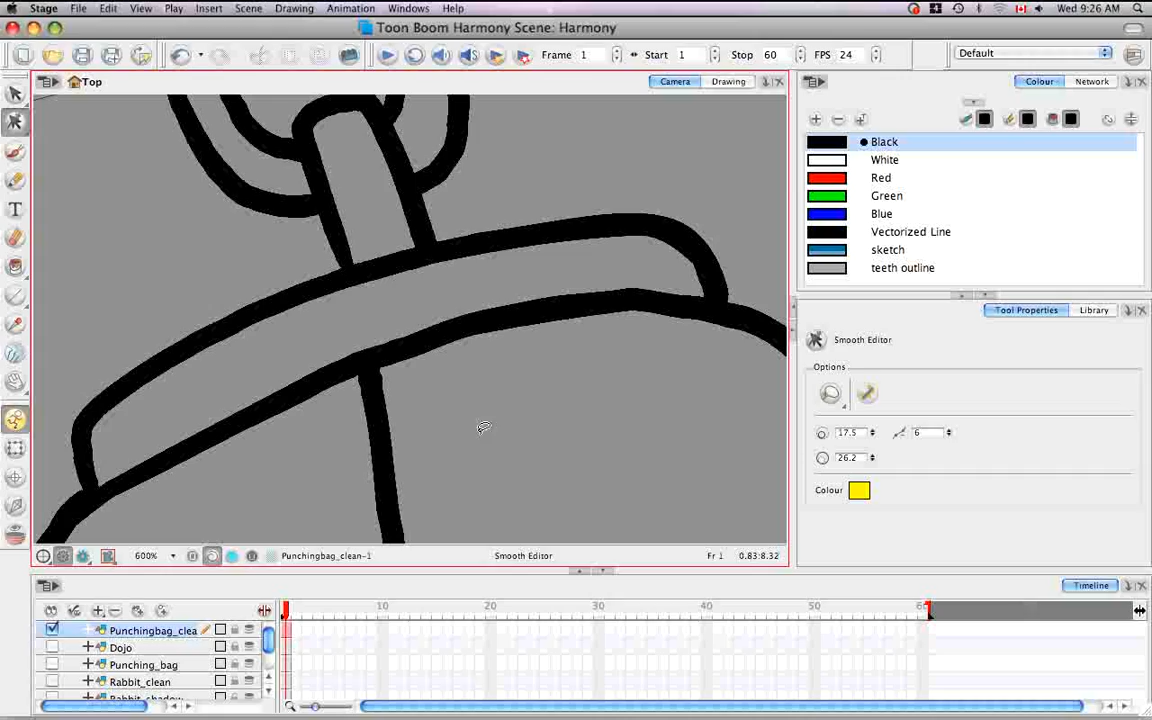 Stage File Edit View Play Insert Scene Drawing Animation Windows Help Wed 9:26 AM
Toon Boom Harmony Scene: Harmony
Frame 1 Start 1 Stop 60 FPS 24 Default
Top Camera Drawing Colour Network
Black
White
Red
Green
Blue
Vectorized Line
sketch
teeth outline
Tool Properties Library
Smooth Editor
Options
17.5 6
26.2
Colour
600% Punchingbag_clean-1 Smooth Editor Fr 1 0.83:8.32
Timeline
10 20 30 40 50 60
Punchingbag_clea
Dojo
Punching_bag
Rabbit_clean
Rabbit_shadow